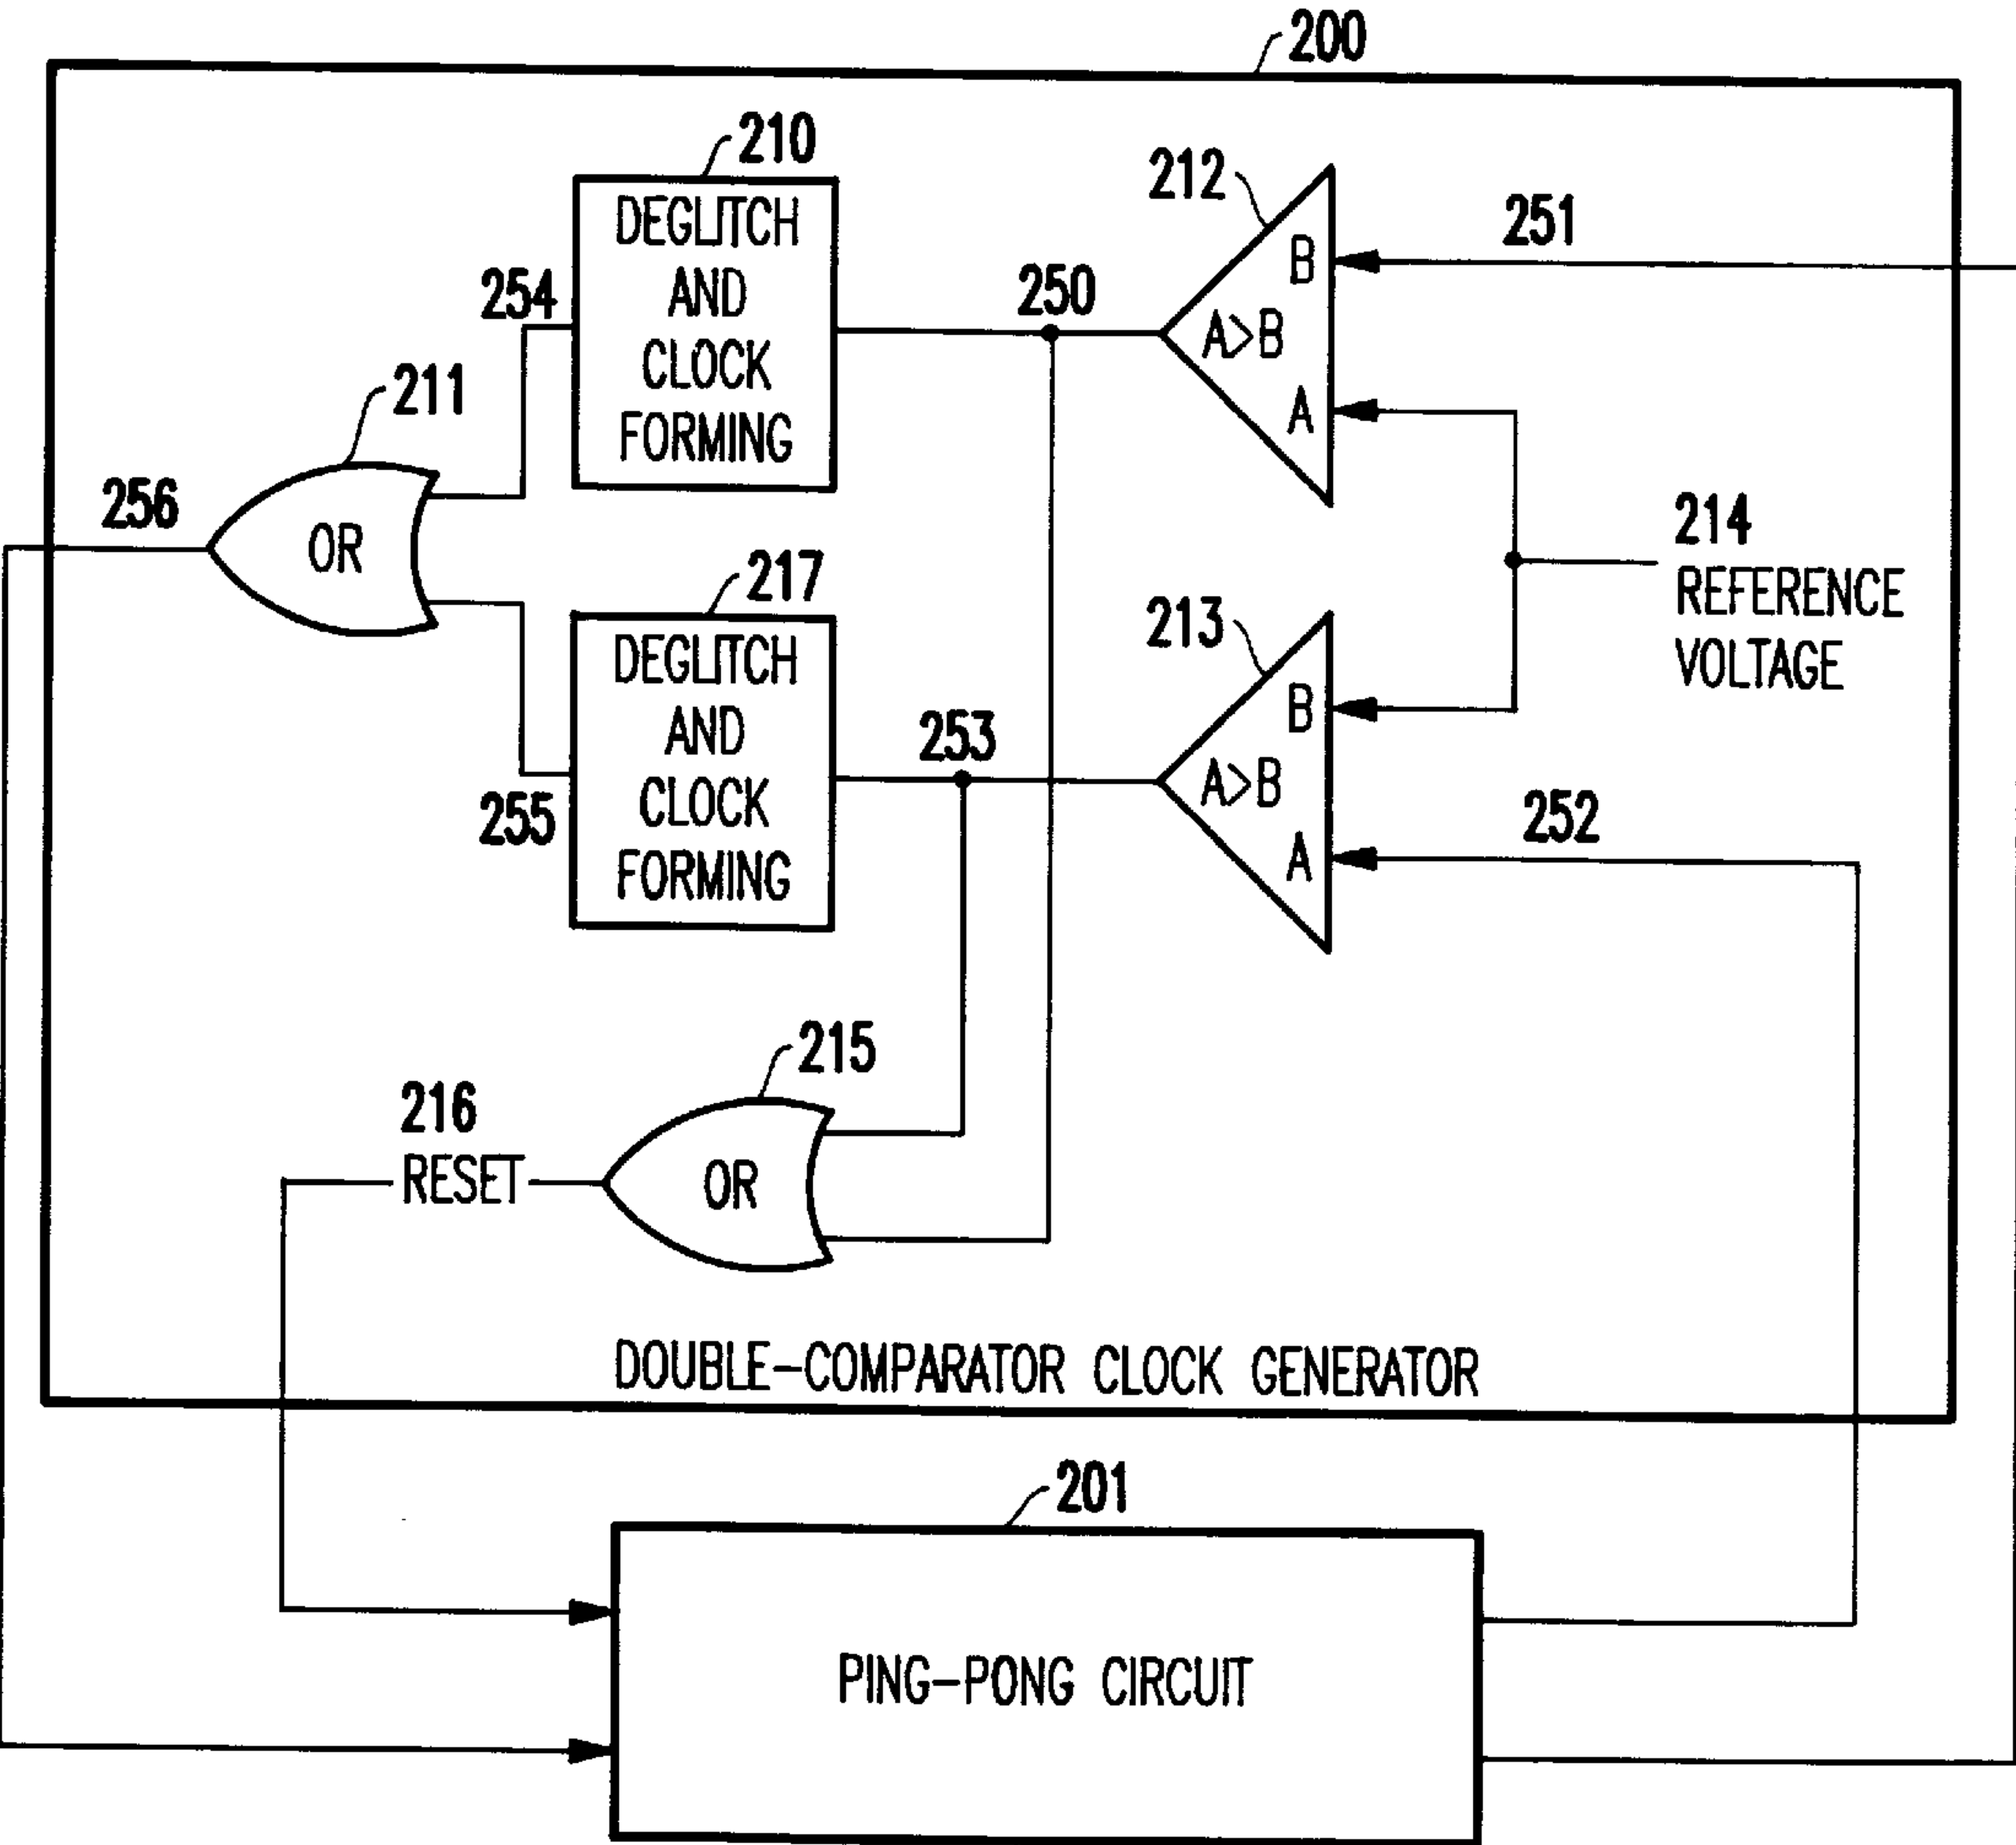 200
210
DEGLITCH
AND
CLOCK
FORMING
212
B
A>B
A
251
254
250
211
256
OR
214
REFERENCE
VOLTAGE
217
DEGLITCH
AND
CLOCK
FORMING
213
B
A>B
A
253
255
252
215
216
RESET
OR
DOUBLE-COMPARATOR CLOCK GENERATOR
201
PING-PONG CIRCUIT